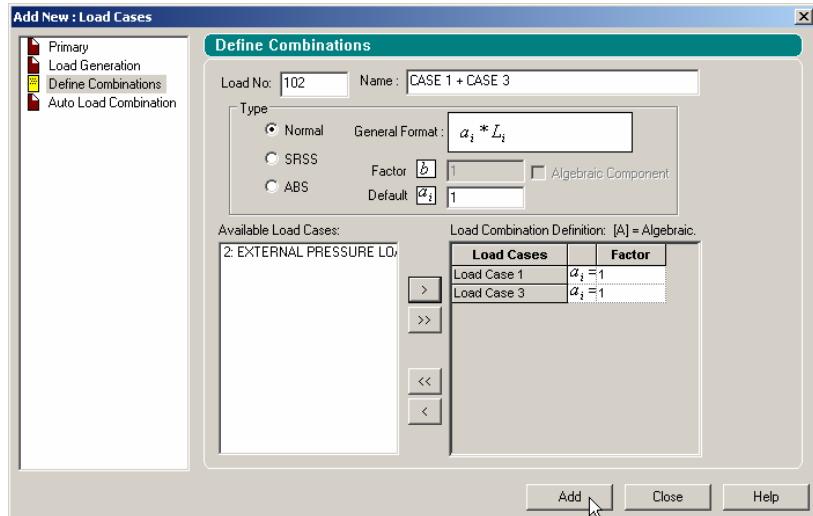 Add New : Load Cases
Primary
Load Generation
Define Combinations
Auto Load Combination
Define Combinations
Load No: 102 Name : CASE 1 + CASE 3
Type
Normal General Format : a_i * L_i
SRSS
Factor b 1 Algebraic Component
ABS
Default a_i 1
Available Load Cases:
2: EXTERNAL PRESSURE LO
Load Combination Definition: [A] = Algebraic.
Load Cases Factor
Load Case 1 a_i = 1
Load Case 3 a_i = 1
>
>>
<<
<
Add Close Help